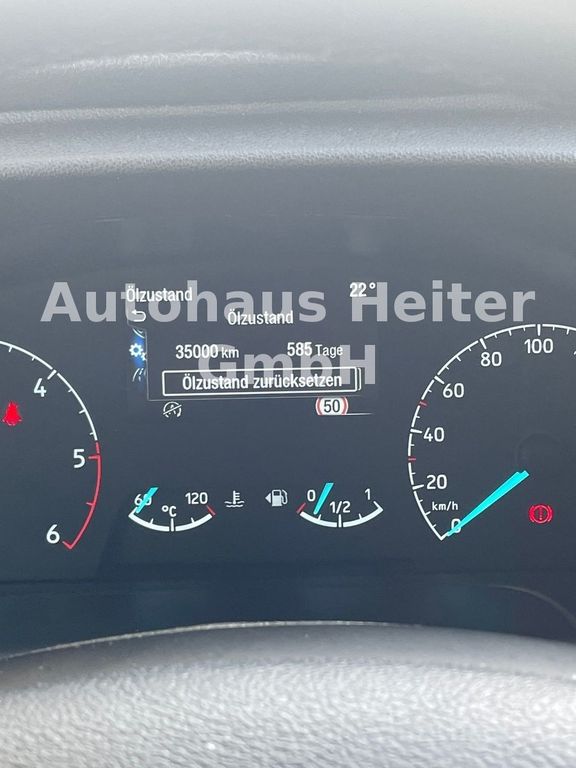 Ölzustand
22°
Autohaus Heiter
GmbH
Ölzustand
35000 km
585 Tage
Ölzustand zurücksetzen
50
4
5
6
60
120
°C
0
1/2
1
100
80
60
40
20
km/h
0